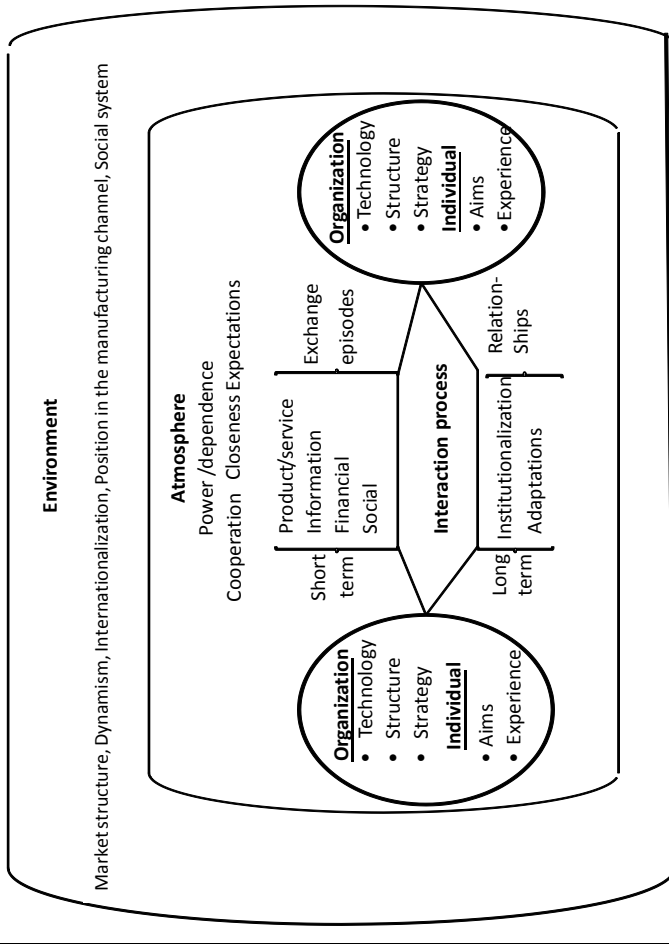 Environment
Market structure, Dynamism, Internationalization, Position in the manufacturing channel, Social system
Atmosphere
Power /dependence
Cooperation Closeness Expectations
Organization
• Technology
• Structure
• Strategy
Individual
• Aims
• Experience
Short
term
Product/service
Information
Financial
Social
Exchange
episodes
Interaction process
Long
term
Institutionalization
Adaptations
Relation-
Ships
Organization
• Technology
• Structure
• Strategy
Individual
• Aims
• Experience